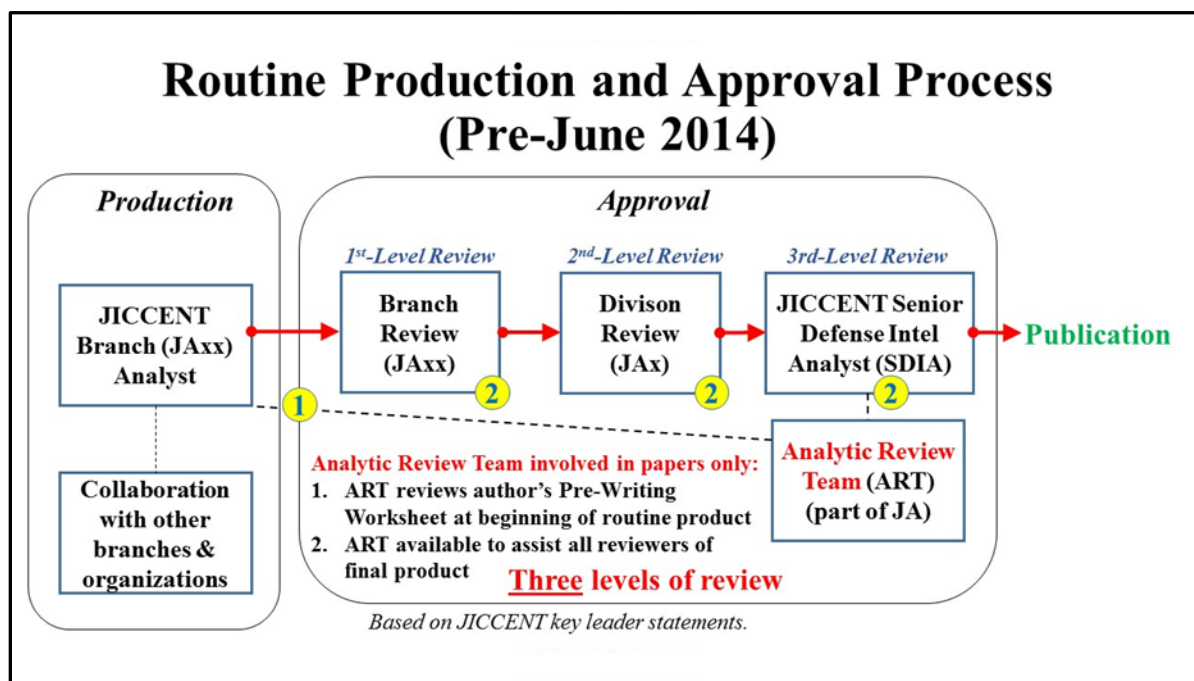 Routine Production and Approval Process
(Pre-June 2014)
Production
Approval
1st-Level Review
2nd-Level Review
3rd-Level Review
JICCENT
Branch (JAxx)
Analyst
Branch
Review
(JAxx)
Divison
Review
(JAx)
JICCENT Senior
Defense Intel
Analyst (SDIA)
Publication
1
2
2
2
Collaboration
with other
branches &
organizations
Analytic Review Team involved in papers only:
1. ART reviews author's Pre-Writing
Worksheet at beginning of routine product
2. ART available to assist all reviewers of
final product
Analytic Review
Team (ART)
(part of JA)
Three levels of review
Based on JICCENT key leader statements.